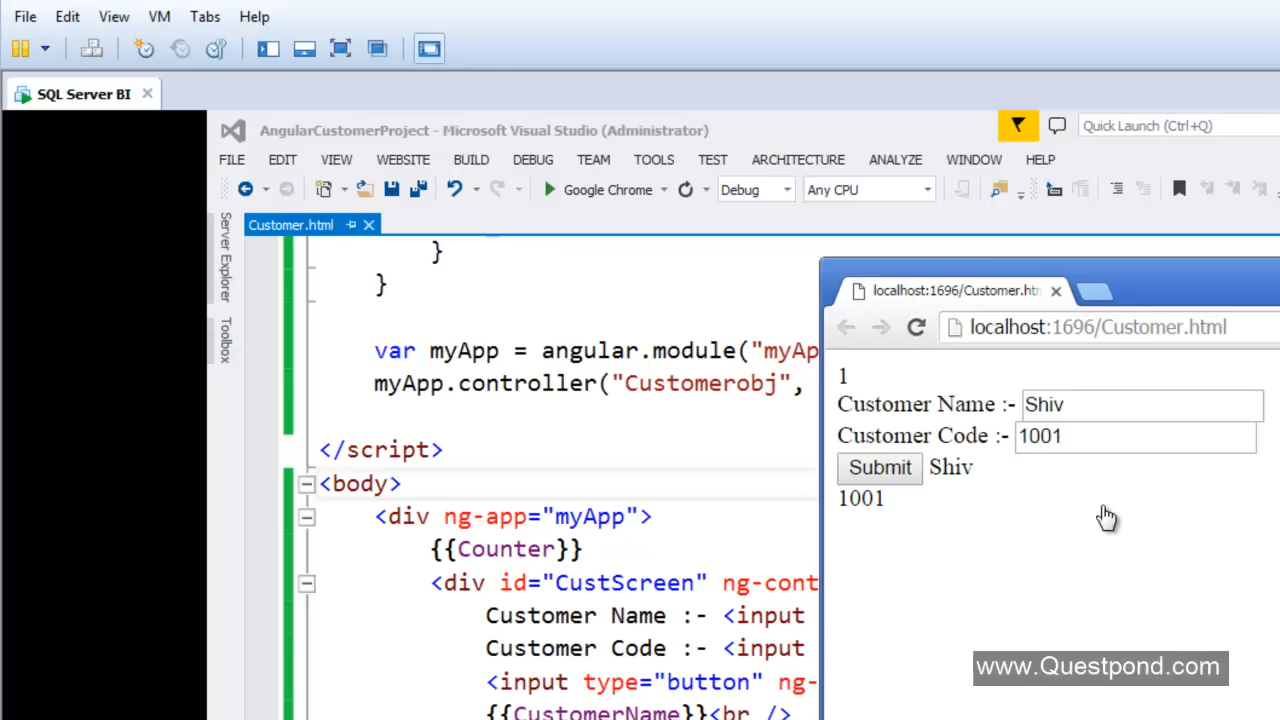 File Edit View VM Tabs Help
SQL Server BI
AngularCustomerProject - Microsoft Visual Studio (Administrator)
Quick Launch (Ctrl+Q)
FILE EDIT VIEW WEBSITE BUILD DEBUG TEAM TOOLS TEST ARCHITECTURE ANALYZE WINDOW HELP
Google Chrome Debug Any CPU
Server Explorer
Toolbox
Customer.html
}
}
var myApp = angular.module("myAp
myApp.controller("Customerobj",
</script>
<body>
<div ng-app="myApp">
{{Counter}}
<div id="CustScreen" ng-cont
Customer Name :- <input
Customer Code :- <input
<input type="button" ng-
{{CustomerName}}<br />
localhost:1696/Customer.htm
localhost:1696/Customer.html
1
Customer Name :- Shiv
Customer Code :- 1001
Submit Shiv
1001
www.Questpond.com